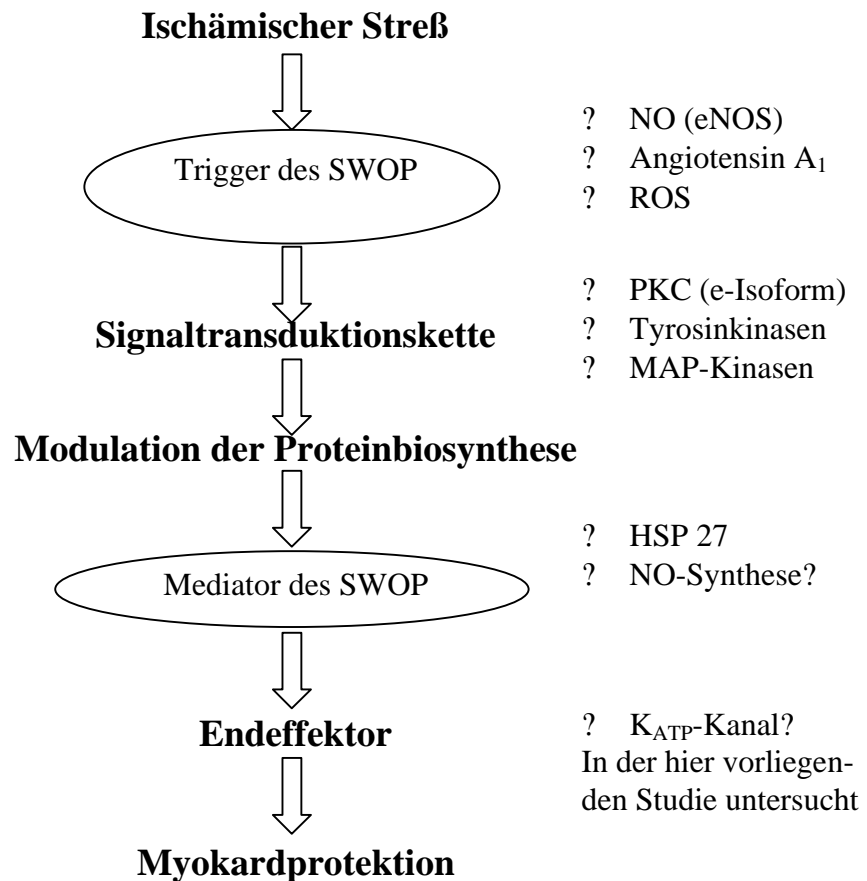 Ischämischer Streß
Trigger des SWOP
? NO (eNOS)
? Angiotensin A₁
? ROS
Signaltransduktionskette
? PKC (e-Isoform)
? Tyrosinkinasen
? MAP-Kinasen
Modulation der Proteinbiosynthese
Mediator des SWOP
? HSP 27
? NO-Synthese?
Endeffektor
? K_ATP-Kanal?
In der hier vorliegen-
den Studie untersucht
Myokardprotektion